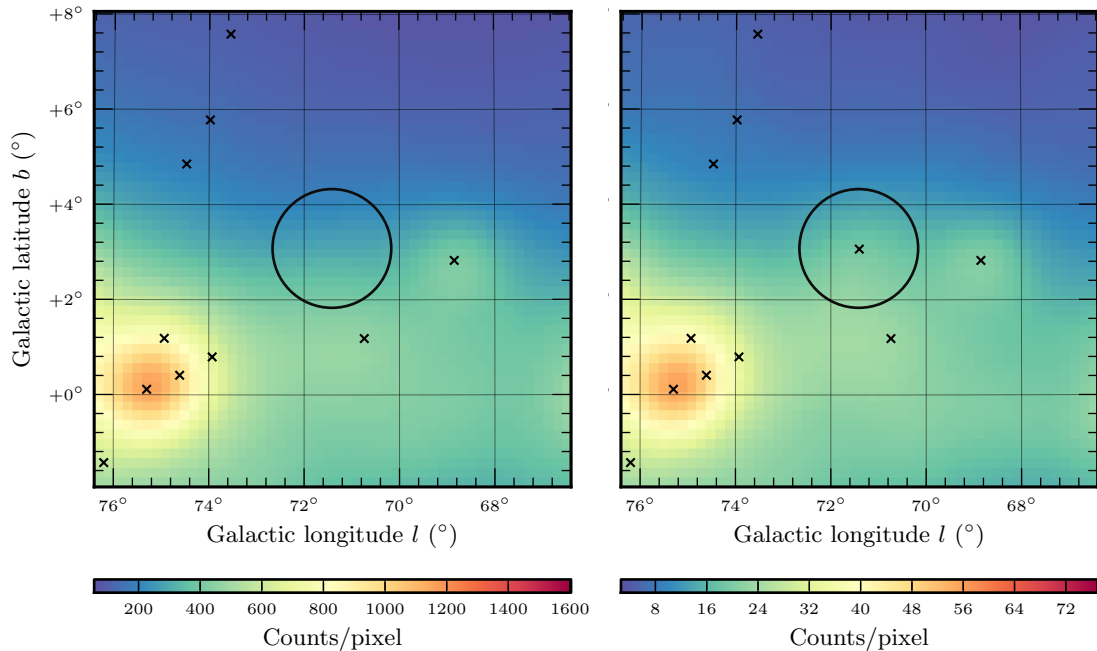 +8°
+6°
+4°
+2°
+0°
Galactic latitude b (°)
76° 74° 72° 70° 68°
Galactic longitude l (°)
200 400 600 800 1000 1200 1400 1600
Counts/pixel
76° 74° 72° 70° 68°
Galactic longitude l (°)
8 16 24 32 40 48 56 64 72
Counts/pixel